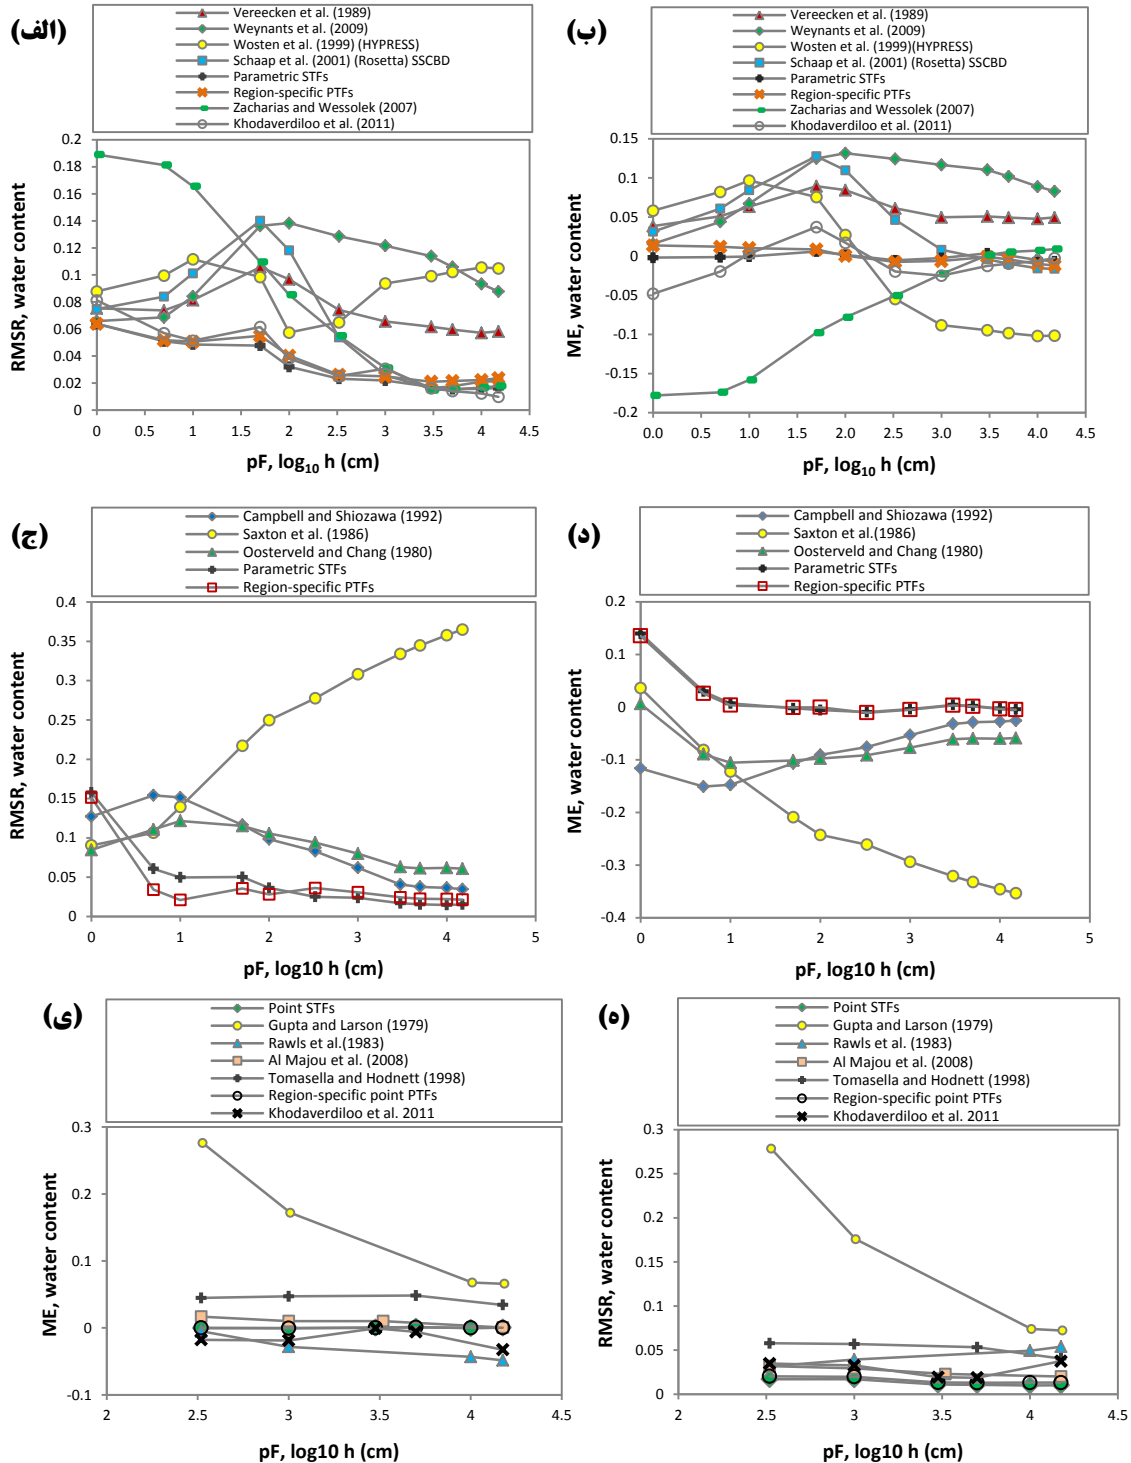 (الف)
Vereecken et al. (1989)
Weynants et al. (2009)
Wosten et al. (1999) (HYPRESS)
Schaap et al. (2001) (Rosetta) SSCBD
Parametric STFs
Region-specific PTFs
Zacharias and Wessolek (2007)
Khodaverdiloo et al. (2011)
RMSR, water content
0.2
0.18
0.16
0.14
0.12
0.1
0.08
0.06
0.04
0.02
0
0 0.5 1 1.5 2 2.5 3 3.5 4 4.5
pF, log10 h (cm)
(ب)
Vereecken et al. (1989)
Weynants et al. (2009)
Wosten et al. (1999)(HYPRESS)
Schaap et al. (2001) (Rosetta) SSCBD
Parametric STFs
Region-specific PTFs
Zacharias and Wessolek (2007)
Khodaverdiloo et al. (2011)
ME, water content
0.15
0.1
0.05
0
-0.05
-0.1
-0.15
-0.2
0.0 0.5 1.0 1.5 2.0 2.5 3.0 3.5 4.0 4.5
pF, log10 h (cm)
(ج)
Campbell and Shiozawa (1992)
Saxton et al. (1986)
Oosterveld and Chang (1980)
Parametric STFs
Region-specific PTFs
RMSR, water content
0.4
0.35
0.3
0.25
0.2
0.15
0.1
0.05
0
0 1 2 3 4 5
pF, log10 h (cm)
(د)
Campbell and Shiozawa (1992)
Saxton et al.(1986)
Oosterveld and Chang (1980)
Parametric STFs
Region-specific PTFs
ME, water content
0.2
0.1
0
-0.1
-0.2
-0.3
-0.4
0 1 2 3 4 5
pF, log10 h (cm)
(ی)
Point STFs
Gupta and Larson (1979)
Rawls et al.(1983)
Al Majou et al. (2008)
Tomasella and Hodnett (1998)
Region-specific point PTFs
Khodaverdiloo et al. 2011
ME, water content
0.3
0.2
0.1
0
-0.1
2 2.5 3 3.5 4 4.5
pF, log10 h (cm)
(ه)
Point STFs
Gupta and Larson (1979)
Rawls et al. (1983)
Al Majou et al. (2008)
Tomasella and Hodnett (1998)
Region-specific point PTFs
Khodaverdiloo et al. 2011
RMSR, water content
0.3
0.25
0.2
0.15
0.1
0.05
0
2 2.5 3 3.5 4 4.5
pF, log10 h (cm)